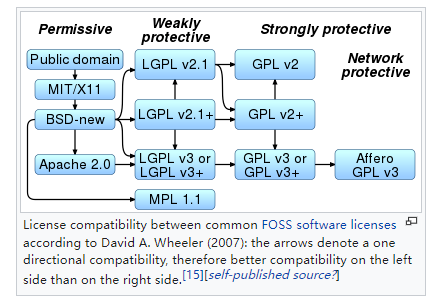 Permissive
Weakly protective
Strongly protective
Network protective
Public domain
LGPL v2.1
GPL v2
MIT/X11
BSD-new
LGPL v2.1+
GPL v2+
Apache 2.0
LGPL v3 or
LGPL v3+
GPL v3 or
GPL v3+
Affero
GPL v3
MPL 1.1
License compatibility between common FOSS software licenses
according to David A. Wheeler (2007): the arrows denote a one
directional compatibility, therefore better compatibility on the left
side than on the right side.[15][self-published source?]